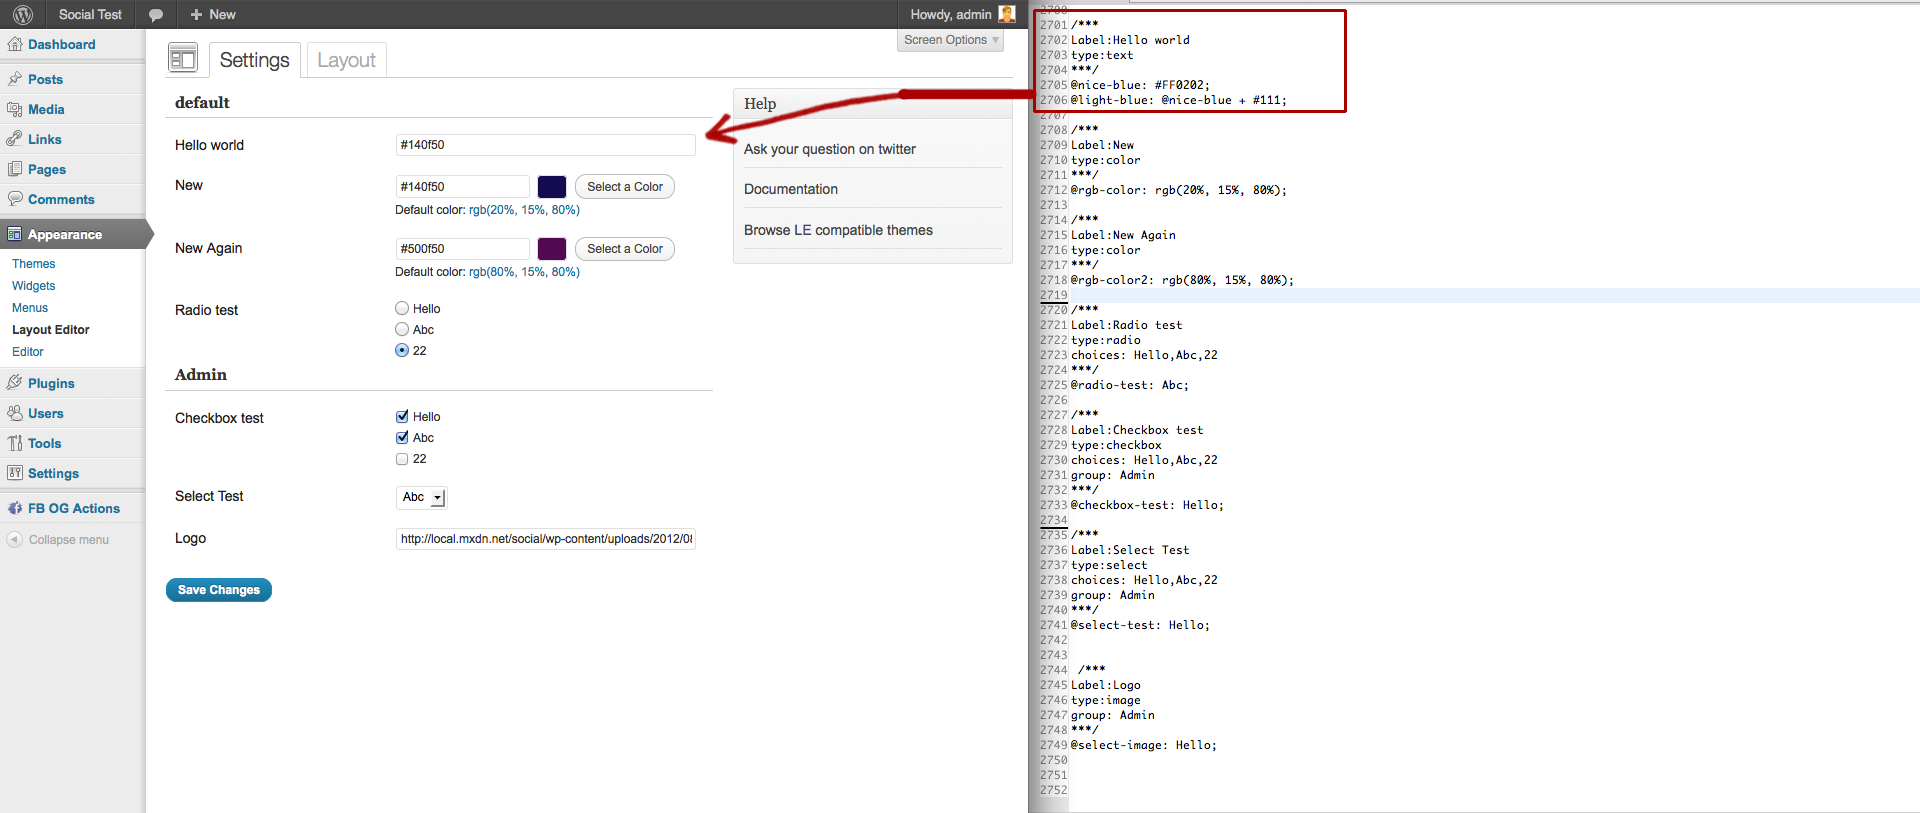 Social Test
New
Howdy, admin
Dashboard
Posts
Media
Links
Pages
Comments
Appearance
Themes
Widgets
Menus
Layout Editor
Editor
Plugins
Users
Tools
Settings
FB OG Actions
Collapse menu
Screen Options
Settings Layout
default
Hello world #140f50
New #140f50 Select a Color
Default color: rgb(20%, 15%, 80%)
New Again #500f50 Select a Color
Default color: rgb(80%, 15%, 80%)
Radio test Hello
Abc
22
Admin
Checkbox test Hello
Abc
22
Select Test Abc
Logo http://local.mxdn.net/social/wp-content/uploads/2012/08
Save Changes
Help
Ask your question on twitter
Documentation
Browse LE compatible themes
2700
2701 /***
2702 Label:Hello world
2703 type:text
2704 ***/
2705 @nice-blue: #FF0202;
2706 @light-blue: @nice-blue + #111;
2707
2708 /***
2709 Label:New
2710 type:color
2711 ***/
2712 @rgb-color: rgb(20%, 15%, 80%);
2713
2714 /***
2715 Label:New Again
2716 type:color
2717 ***/
2718 @rgb-color2: rgb(80%, 15%, 80%);
2719
2720 /***
2721 Label:Radio test
2722 type:radio
2723 choices: Hello,Abc,22
2724 ***/
2725 @radio-test: Abc;
2726
2727 /***
2728 Label:Checkbox test
2729 type:checkbox
2730 choices: Hello,Abc,22
2731 group: Admin
2732 ***/
2733 @checkbox-test: Hello;
2734
2735 /***
2736 Label:Select Test
2737 type:select
2738 choices: Hello,Abc,22
2739 group: Admin
2740 ***/
2741 @select-test: Hello;
2742
2743
2744 /***
2745 Label:Logo
2746 type:image
2747 group: Admin
2748 ***/
2749 @select-image: Hello;
2750
2751
2752